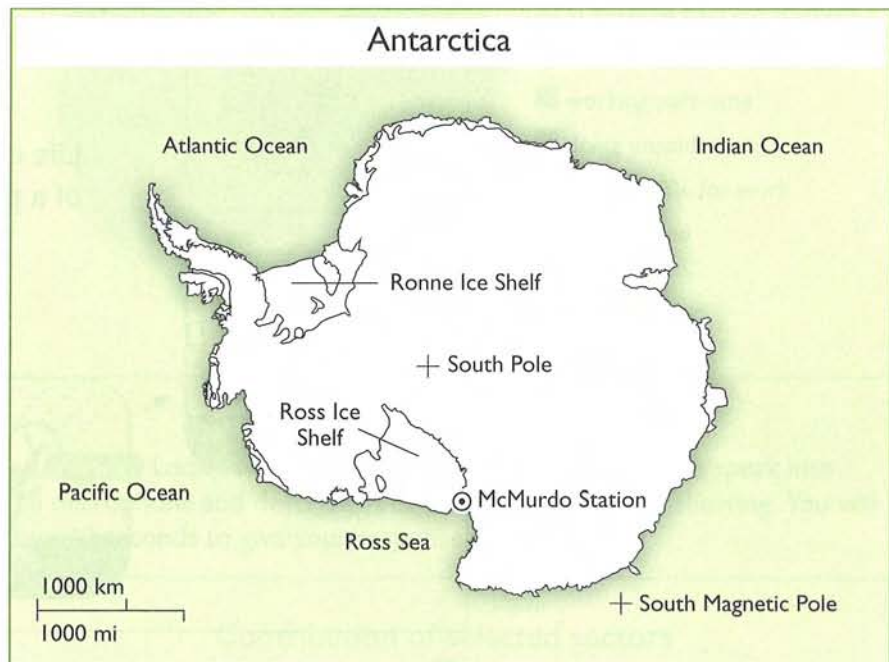 Antarctica
Atlantic Ocean
Indian Ocean
Ronne Ice Shelf
South Pole
Ross Ice
Shelf
Pacific Ocean
McMurdo Station
Ross Sea
1000 km
1000 mi
South Magnetic Pole